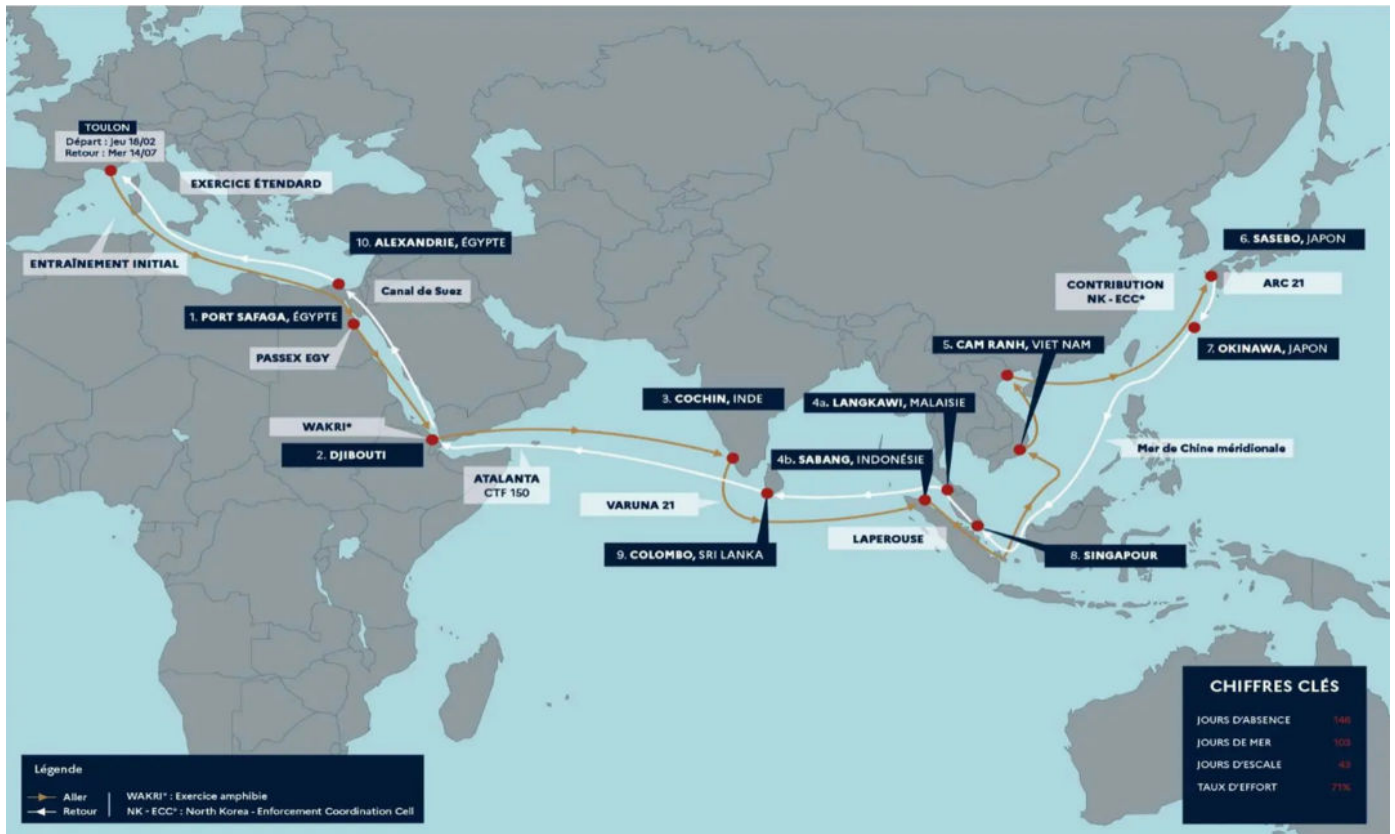 TOULON
Départ : Jeu 18/02
Retour : Mer 14/07
EXERCICE ÉTENDARD
ENTRAÎNEMENT INITIAL
10. ALEXANDRIE, ÉGYPTE
Canal de Suez
1. PORT SAFAGA, ÉGYPTE
PASSEX EGY
WAKRI*
2. DJIBOUTI
ATALANTA
CTF 150
3. COCHIN, INDE
VARUNA 21
9. COLOMBO, SRI LANKA
4a. LANGKAWI, MALAISIE
4b. SABANG, INDONÉSIE
LAPEROUSE
8. SINGAPOUR
5. CAM RANH, VIET NAM
CONTRIBUTION
NK - ECC*
6. SASEBO, JAPON
ARC 21
7. OKINAWA, JAPON
Mer de Chine méridionale
CHIFFRES CLÉS
JOURS D'ABSENCE 146
JOURS DE MER 103
JOURS D'ESCALE 43
TAUX D'EFFORT 71%
Légende
Aller
Retour
WAKRI* : Exercice amphibie
NK - ECC* : North Korea - Enforcement Coordination Cell